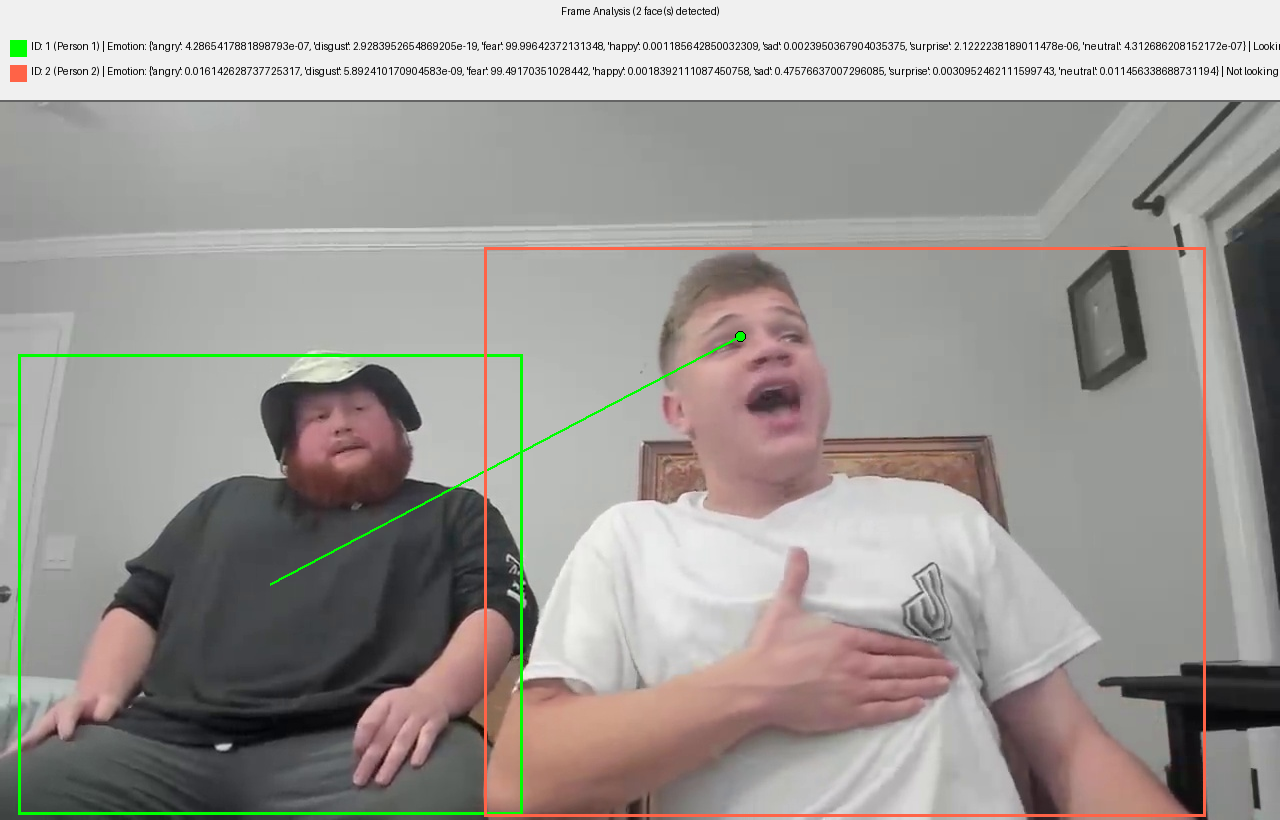 Frame Analysis (2 face(s) detected)
ID: 1 (Person 1) | Emotion: {'angry': 4.2865417881898793e-07, 'disgust': 2.9283952654869205e-19, 'fear': 99.99642372131348, 'happy': 0.001185642850032309, 'sad': 0.0023950367904035375, 'surprise': 2.1222238189011478e-06, 'neutral': 4.312686208152172e-07} | Lookin
ID: 2 (Person 2) | Emotion: {'angry': 0.016142628737725317, 'disgust': 5.892410170904583e-09, 'fear': 99.49170351028442, 'happy': 0.0018392111087450758, 'sad': 0.47576637007296085, 'surprise': 0.0030952462111599743, 'neutral': 0.011456338688731194} | Not looking